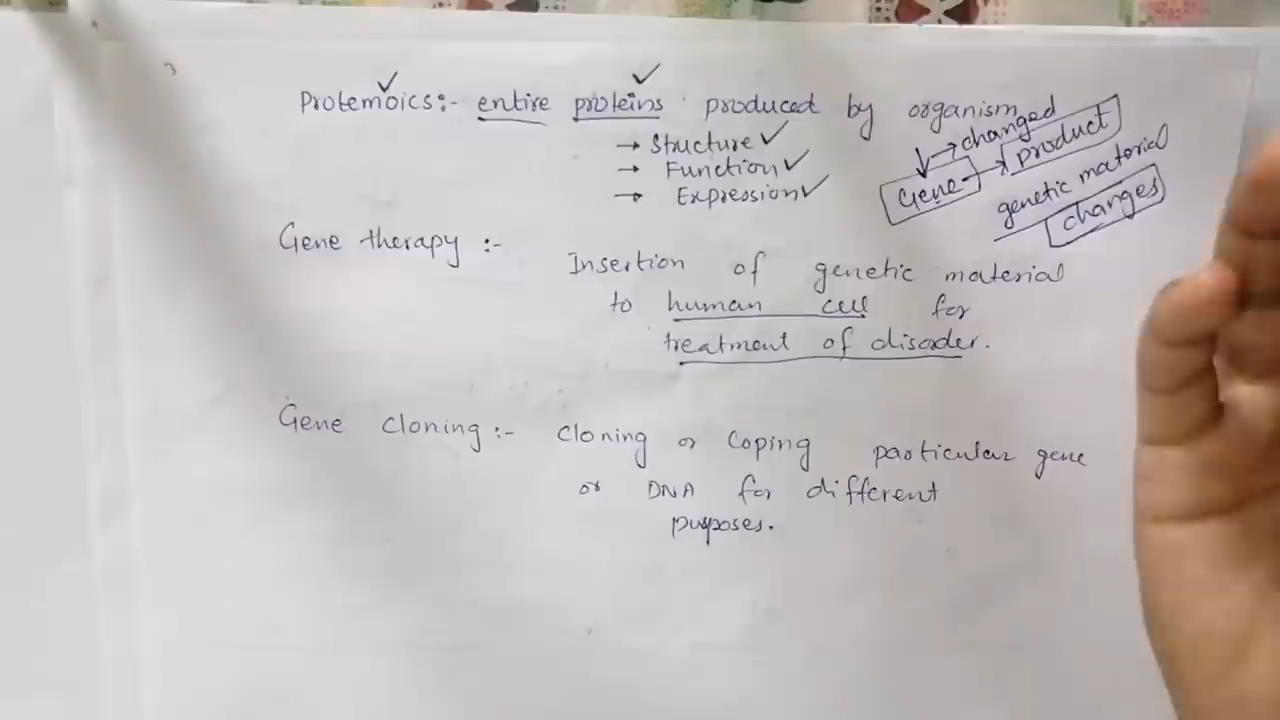 Protemoics:- entire proteins produced by organism
→ Structure ✓
→ Function ✓
→ Expression ✓
→ changed
Gene → product
genetic material
changes
Gene therapy :- Insertion of genetic material
to human cell for
treatment of disorder.
Gene cloning :- cloning or coping particular gene
or DNA for different
purposes.